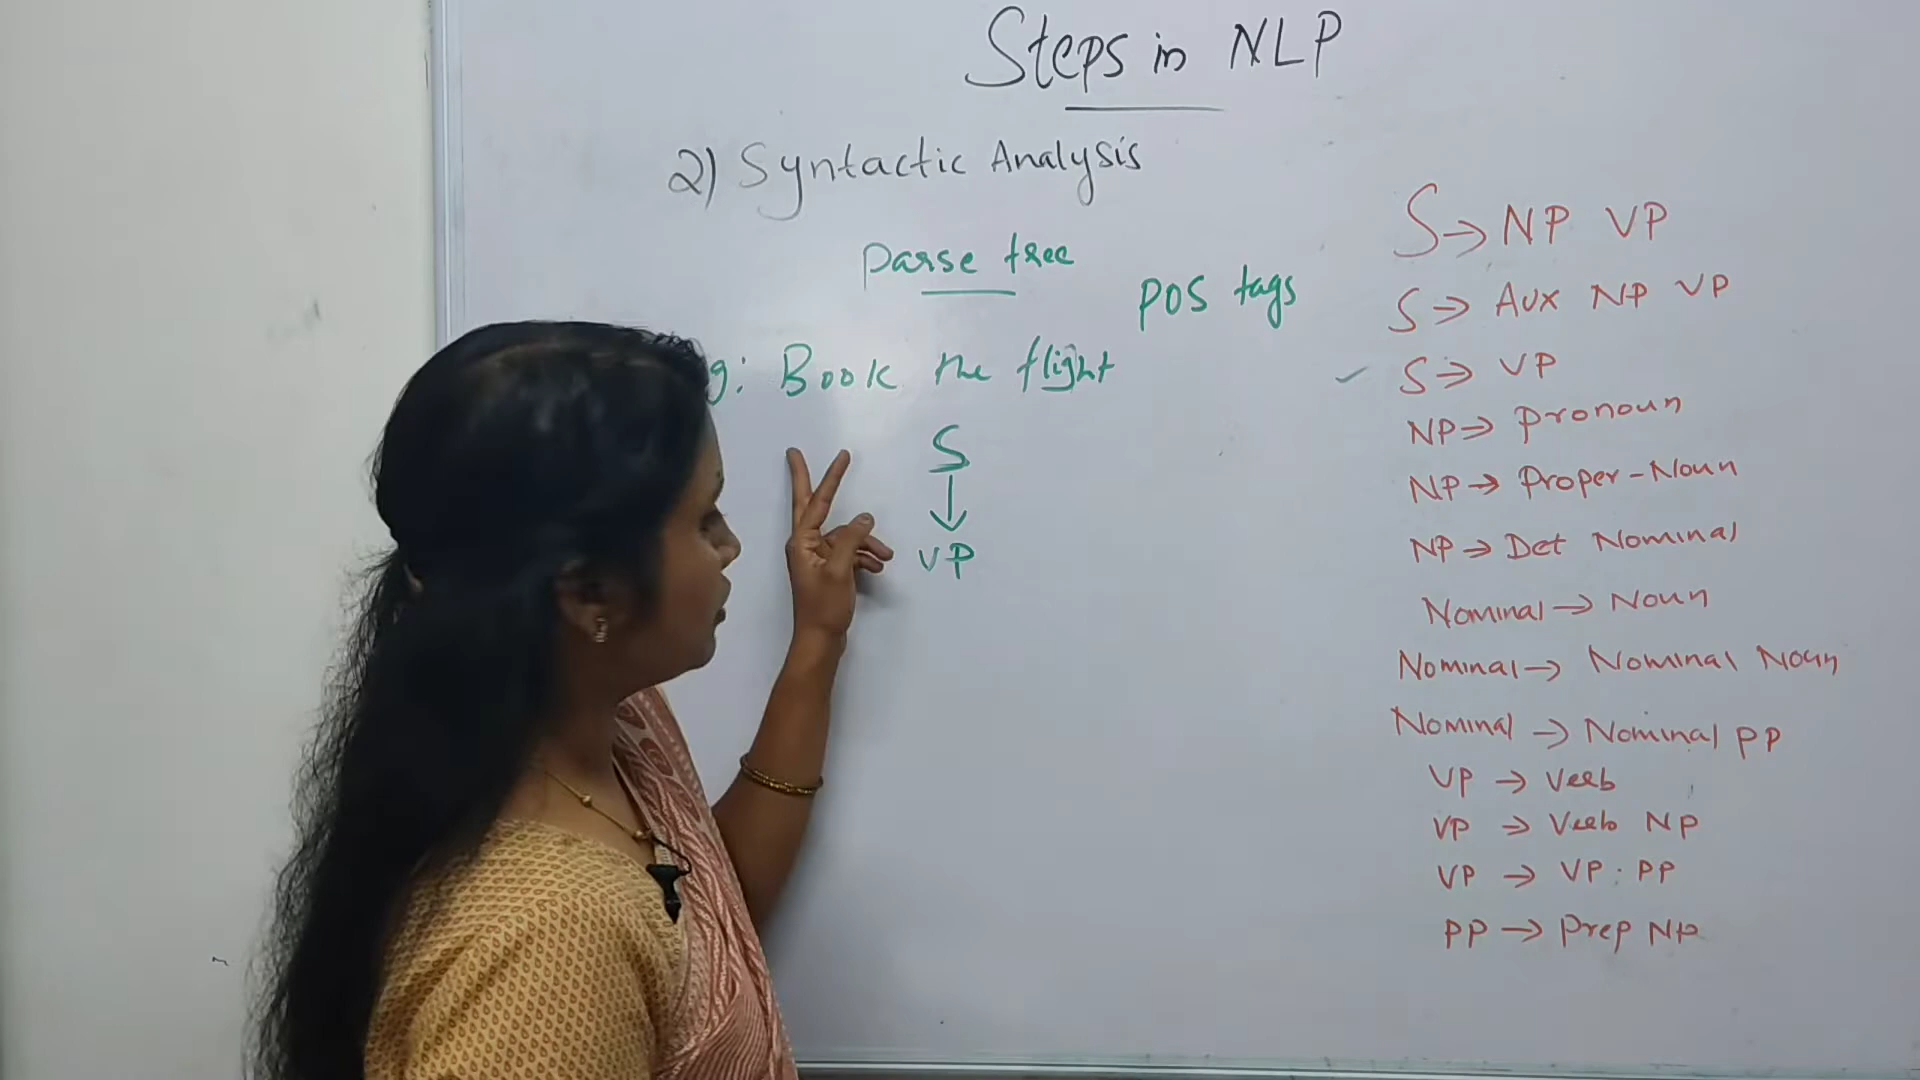 Steps in NLP
2) Syntactic Analysis
Parse tree
POS tags
g: Book the flight
S
↓
VP
S → NP VP
S → Aux NP VP
✓ S → VP
NP → Pronoun
NP → Proper-Noun
NP → Det Nominal
Nominal → Noun
Nominal → Nominal Noun
Nominal → Nominal PP
VP → Verb
VP → Verb NP
VP → VP PP
PP → Prep NP